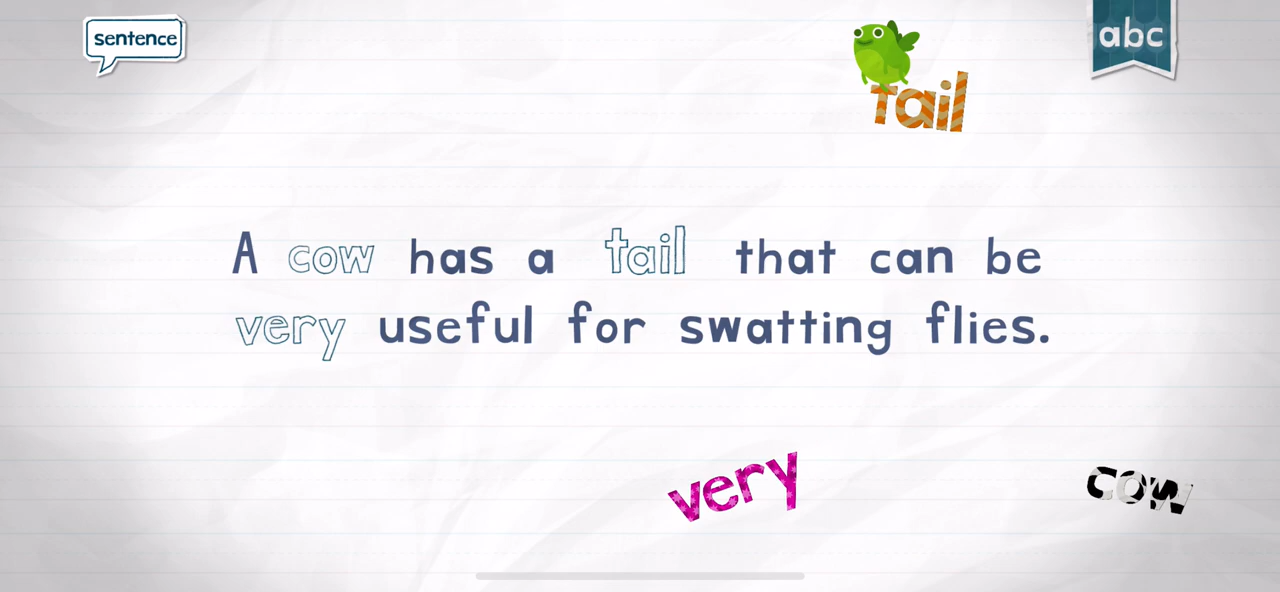 sentence
abc
tail
A cow has a tail that can be
very useful for swatting flies.
very
cow